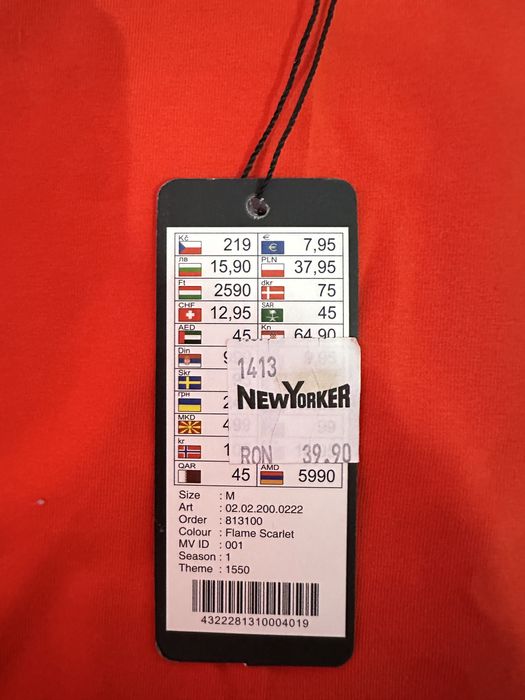 Kč 219 € 7,95
лв 15,90 PLN 37,95
Ft 2590 dkr 75
CHF 12,95 SAR 45
AED 45 Kn 64,90
Din
1413
Skr
NEWYORKER
грн
MKD
kr
RON 39.90
QAR 45 AMD 5990
Size : M
Art : 02.02.200.0222
Order : 813100
Colour : Flame Scarlet
MV ID : 001
Season : 1
Theme : 1550
4322281310004019